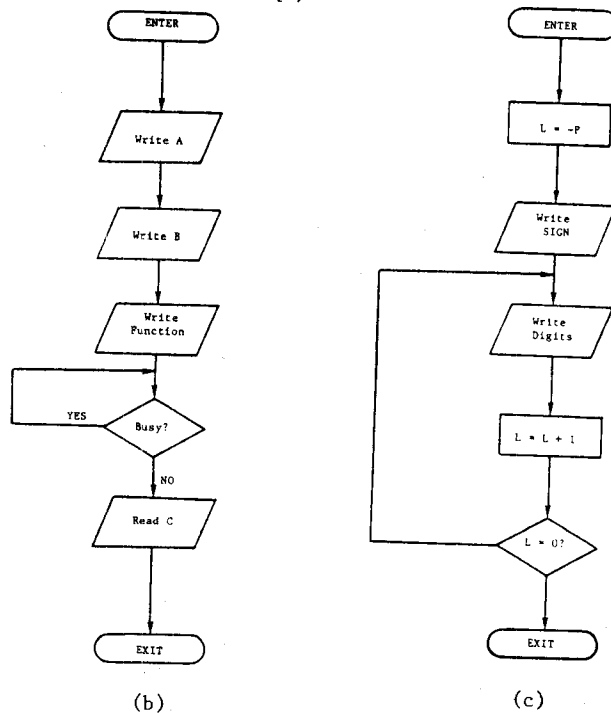 ENTER
Write A
Write B
Write
Function
Busy?
YES
NO
Read C
EXIT
(b)
ENTER
L = -P
Write
SIGN
Write
Digits
L = L + 1
L = 0?
EXIT
(c)